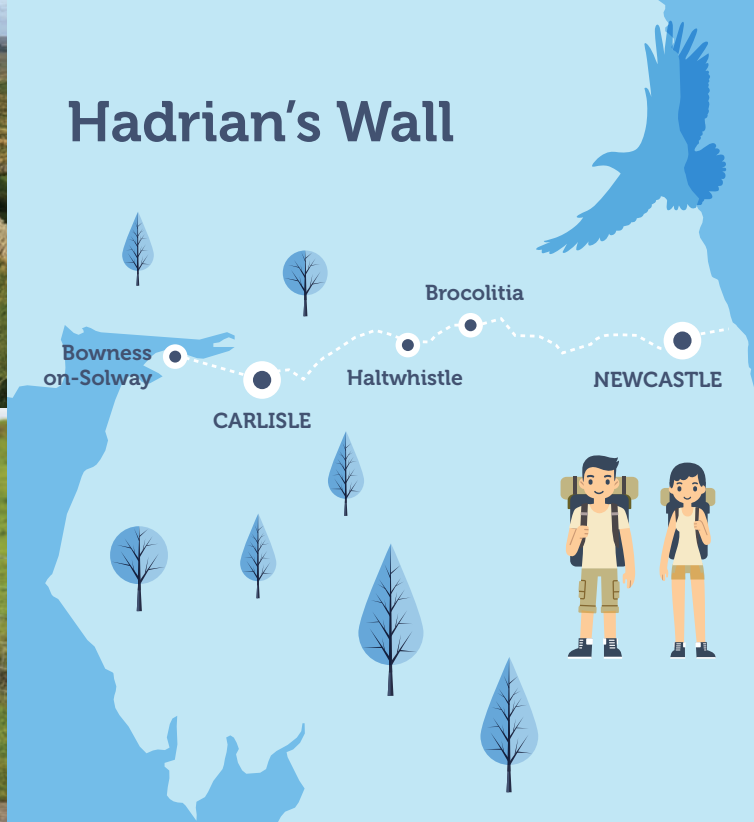 Hadrian's Wall
Brocolitia
Bowness
on-Solway
Haltwhistle
NEWCASTLE
CARLISLE